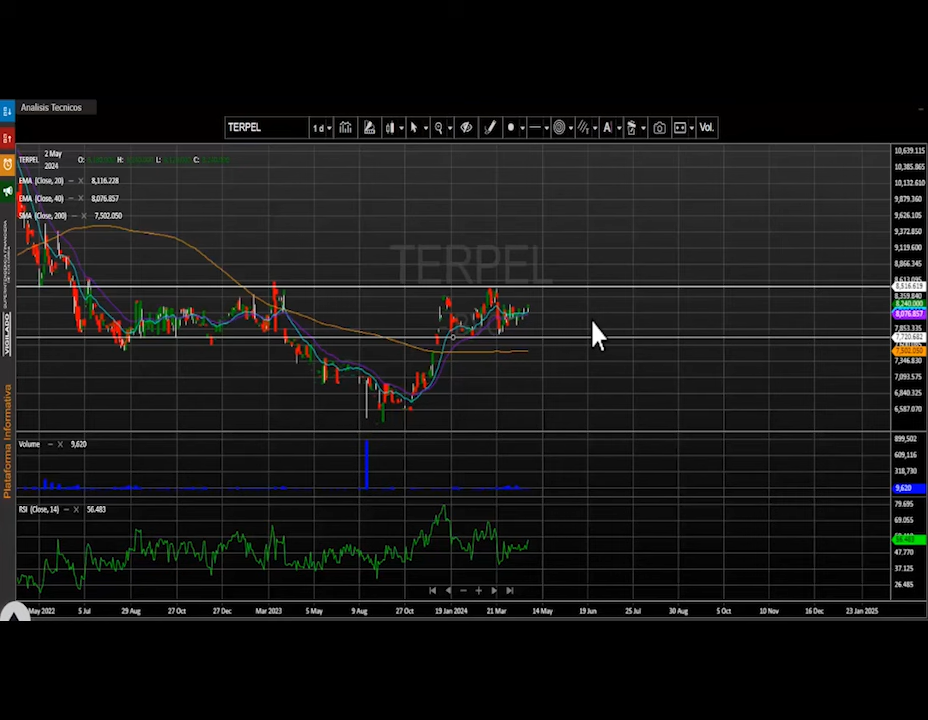 Analisis Tecnicos
TERPEL
1 d
A
Vol.
TERPEL
2 May
2024
O:
H:
L:
C:
EMA (Close, 20) — X 8,116.228
EMA (Close, 40) — X 8,076.857
SMA (Close, 200) — X 7,502.050
TERPEL
10,639.115
10,385.865
10,132.610
9,879.360
9,626.105
9,372.850
9,119.600
8,866.345
8,613.095
8,516.619
8,359.840
8,240.000
8,076.857
7,853.335
7,720.682
7,502.050
7,346.830
7,093.575
6,840.325
6,587.070
Volume — X 9,620
899,502
609,116
318,730
9,620
RSI (Close, 14) — X 56.483
79.695
69.055
56.483
47.770
37.125
26.485
May 2022
5 Jul
29 Aug
27 Oct
27 Dec
Mar 2023
5 May
9 Aug
27 Oct
19 Jan 2024
21 Mar
14 May
19 Jun
25 Jul
30 Aug
5 Oct
10 Nov
16 Dec
23 Jan 2025
VIGILADO
Plataforma Informativa